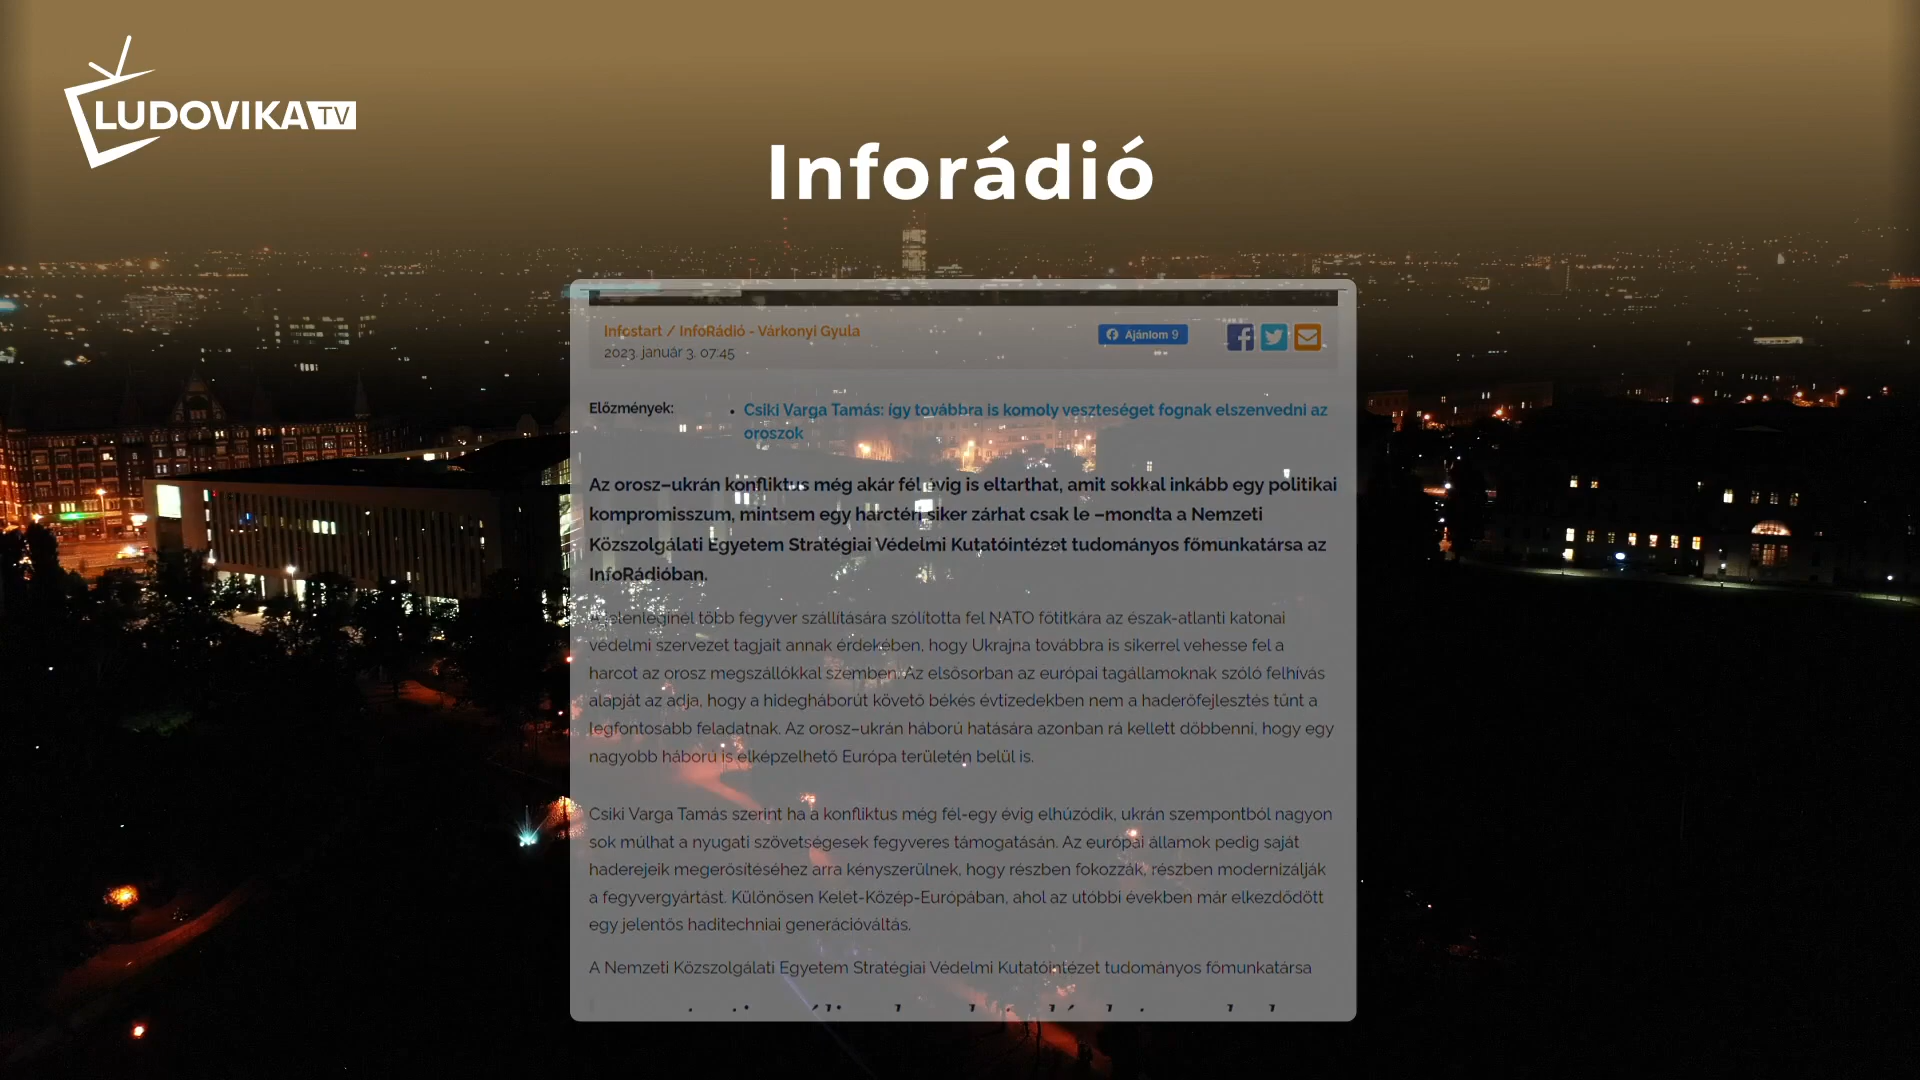 LUDOVIKA TV
Inforádió
Infostart / InfoRádió - Várkonyi Gyula
2023. január 3. 07:45
Ajánlom 9
Előzmények:
• Csiki Varga Tamás: így továbbra is komoly veszteséget fognak elszenvedni az
oroszok
Az orosz–ukrán konfliktus még akár fél évig is eltarthat, amit sokkal inkább egy politikai
kompromisszum, mintsem egy harctéri siker zárhat csak le –mondta a Nemzeti
Közszolgálati Egyetem Stratégiai Védelmi Kutatóintézet tudományos főmunkatársa az
InfoRádióban.
A jelenleginél több fegyver szállítására szólította fel NATO főtitkára az észak-atlanti katonai
védelmi szervezet tagjait annak érdekében, hogy Ukrajna továbbra is sikerrel vehesse fel a
harcot az orosz megszállókkal szemben. Az elsősorban az európai tagállamoknak szóló felhívás
alapját az adja, hogy a hidegháborút követő békés évtizedekben nem a haderőfejlesztés tűnt a
legfontosabb feladatnak. Az orosz–ukrán háború hatására azonban rá kellett döbbenni, hogy egy
nagyobb háború is elképzelhető Európa területén belül is.
Csiki Varga Tamás szerint ha a konfliktus még fél-egy évig elhúzódik, ukrán szempontból nagyon
sok múlhat a nyugati szövetségesek fegyveres támogatásán. Az európai államok pedig saját
haderejeik megerősítéséhez arra kényszerülnek, hogy részben fokozzák, részben modernizálják
a fegyvergyártást. Különösen Kelet-Közép-Európában, ahol az utóbbi években már elkezdődött
egy jelentős haditechniai generációváltás.
A Nemzeti Közszolgálati Egyetem Stratégiai Védelmi Kutatóintézet tudományos főmunkatársa